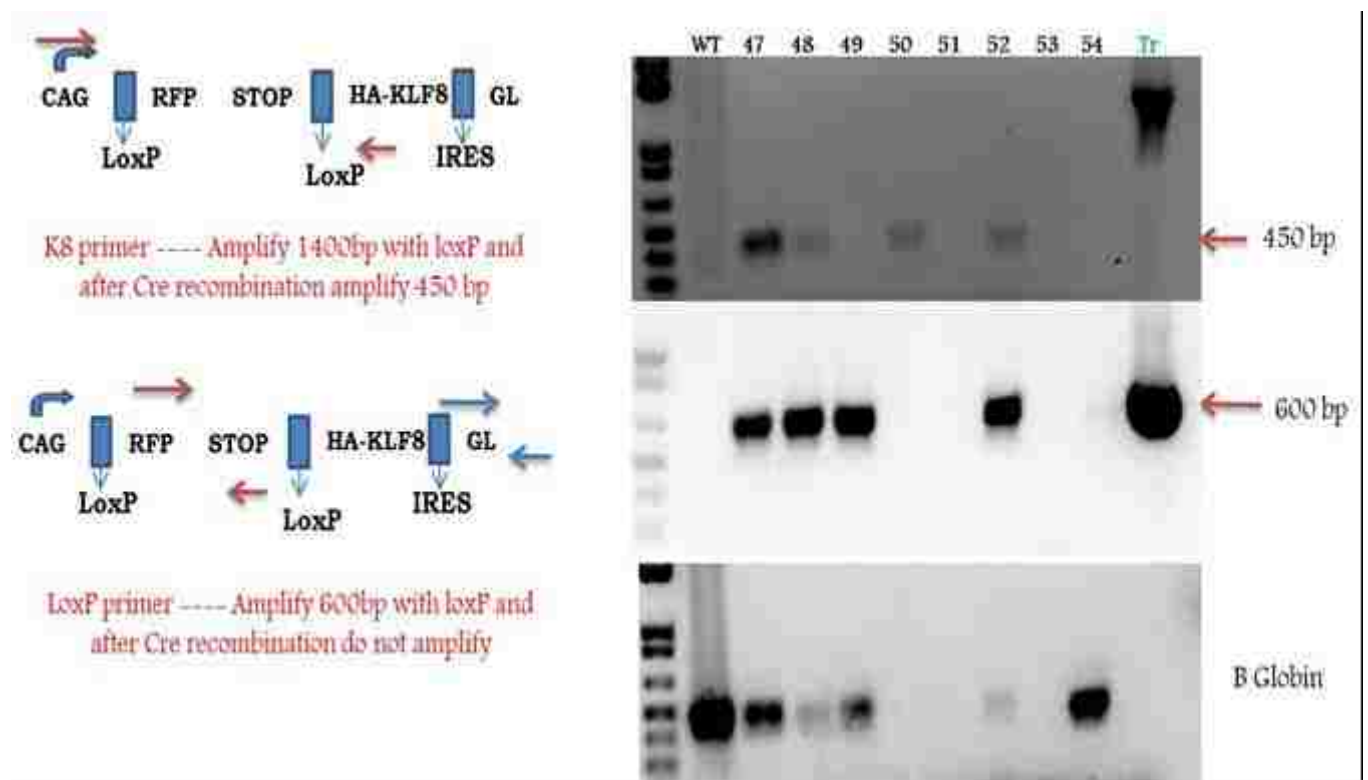 CAG RFP STOP HA-KLF8 GL
LoxP LoxP IRES
K8 primer ---- Amplify 1400bp with loxP and
after Cre recombination amplify 450 bp
CAG RFP STOP HA-KLF8 GL
LoxP LoxP IRES
LoxP primer ---- Amplify 600bp with loxP and
after Cre recombination do not amplify
WT 47 48 49 50 51 52 53 54 Tr
450 bp
600 bp
B Globin